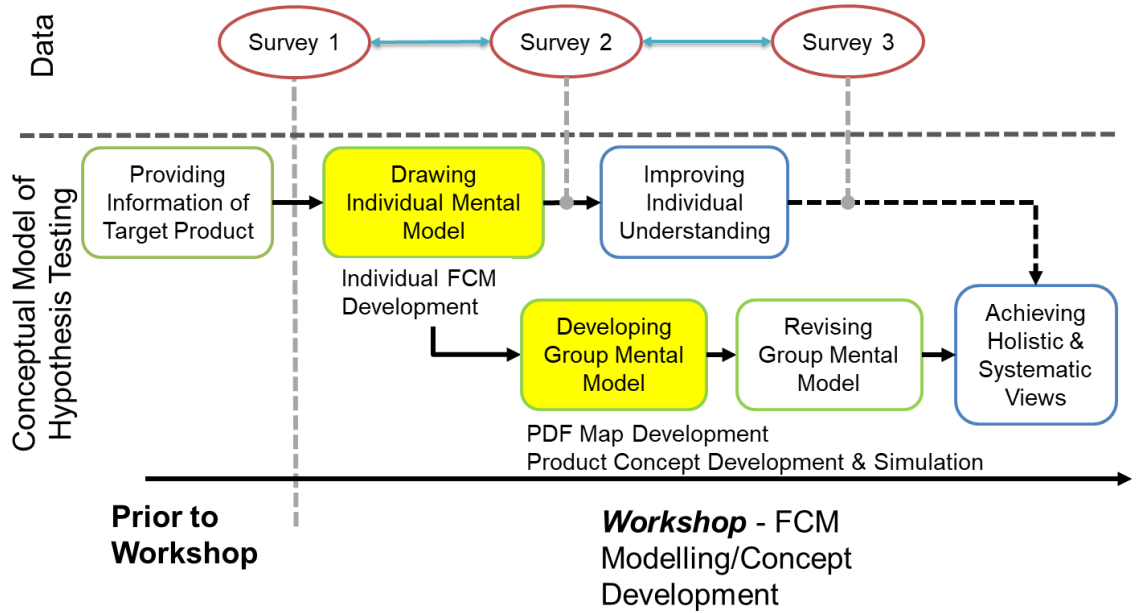 Data
Survey 1
Survey 2
Survey 3
Conceptual Model of
Hypothesis Testing
Providing
Information of
Target Product
Drawing
Individual Mental
Model
Improving
Individual
Understanding
Individual FCM
Development
Developing
Group Mental
Model
Revising
Group Mental
Model
Achieving
Holistic &
Systematic
Views
PDF Map Development
Product Concept Development & Simulation
Prior to
Workshop
Workshop - FCM
Modelling/Concept
Development